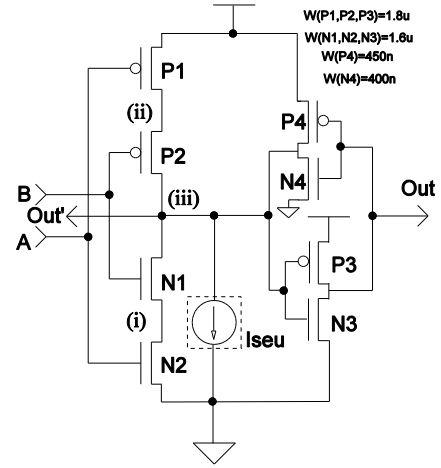 W(P1,P2,P3)=1.8u
W(N1,N2,N3)=1.6u
W(P4)=450n
W(N4)=400n
P1
(ii)
P4
P2
N4
B
(iii)
Out
Out'
A
P3
N1
(i)
N3
Iseu
N2